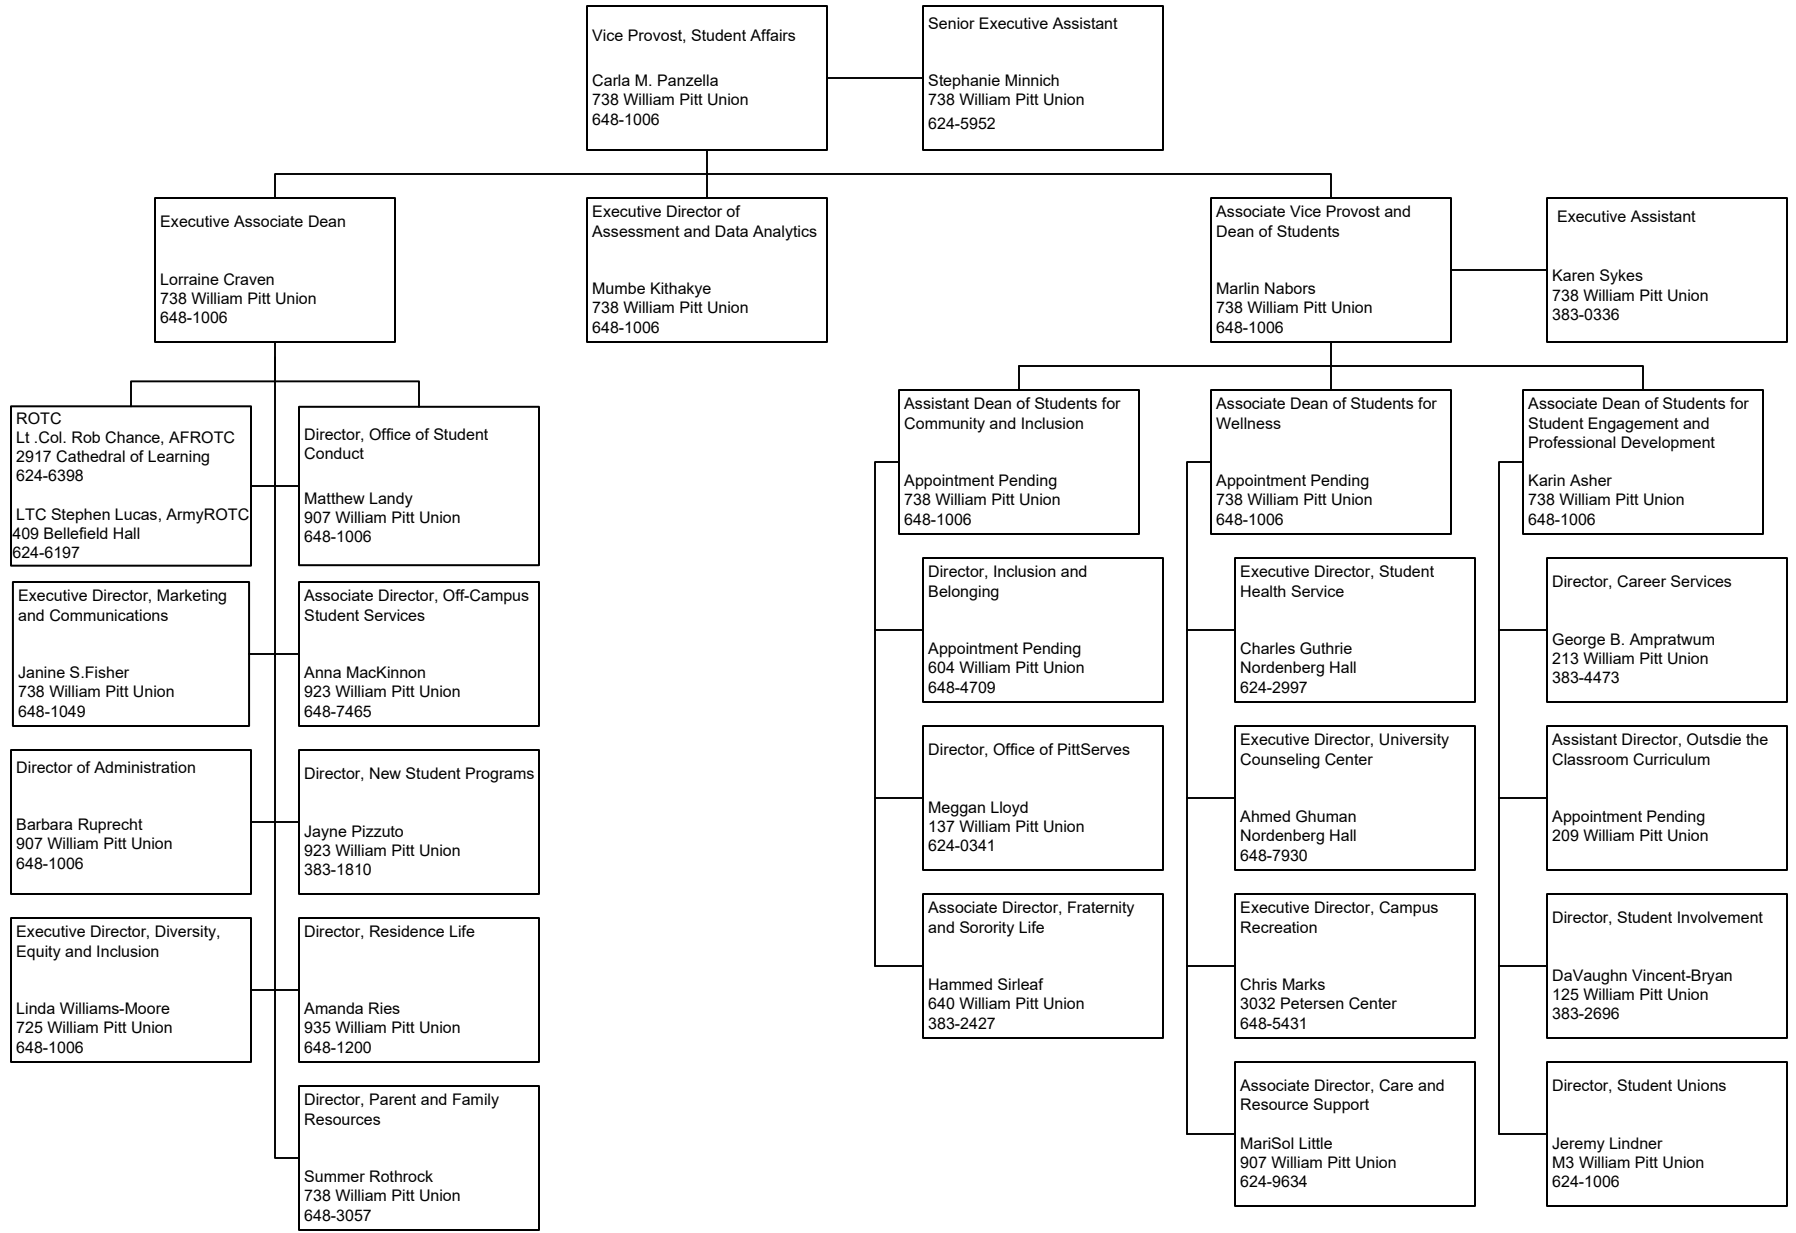 Vice Provost, Student Affairs
Carla M. Panzella
738 William Pitt Union
648-1006
Senior Executive Assistant
Stephanie Minnich
738 William Pitt Union
624-5952
Executive Associate Dean
Lorraine Craven
738 William Pitt Union
648-1006
Executive Director of
Assessment and Data Analytics
Mumbe Kithakye
738 William Pitt Union
648-1006
Associate Vice Provost and
Dean of Students
Marlin Nabors
738 William Pitt Union
648-1006
Executive Assistant
Karen Sykes
738 William Pitt Union
383-0336
ROTC
Lt .Col. Rob Chance, AFROTC
2917 Cathedral of Learning
624-6398
LTC Stephen Lucas, ArmyROTC
409 Bellefield Hall
624-6197
Director, Office of Student
Conduct
Matthew Landy
907 William Pitt Union
648-1006
Executive Director, Marketing
and Communications
Janine S.Fisher
738 William Pitt Union
648-1049
Associate Director, Off-Campus
Student Services
Anna MacKinnon
923 William Pitt Union
648-7465
Director of Administration
Barbara Ruprecht
907 William Pitt Union
648-1006
Director, New Student Programs
Jayne Pizzuto
923 William Pitt Union
383-1810
Executive Director, Diversity,
Equity and Inclusion
Linda Williams-Moore
725 William Pitt Union
648-1006
Director, Residence Life
Amanda Ries
935 William Pitt Union
648-1200
Director, Parent and Family
Resources
Summer Rothrock
738 William Pitt Union
648-3057
Assistant Dean of Students for
Community and Inclusion
Appointment Pending
738 William Pitt Union
648-1006
Director, Inclusion and
Belonging
Appointment Pending
604 William Pitt Union
648-4709
Director, Office of PittServes
Meggan Lloyd
137 William Pitt Union
624-0341
Associate Director, Fraternity
and Sorority Life
Hammed Sirleaf
640 William Pitt Union
383-2427
Associate Dean of Students for
Wellness
Appointment Pending
738 William Pitt Union
648-1006
Executive Director, Student
Health Service
Charles Guthrie
Nordenberg Hall
624-2997
Executive Director, University
Counseling Center
Ahmed Ghuman
Nordenberg Hall
648-7930
Executive Director, Campus
Recreation
Chris Marks
3032 Petersen Center
648-5431
Associate Director, Care and
Resource Support
MariSol Little
907 William Pitt Union
624-9634
Associate Dean of Students for
Student Engagement and
Professional Development
Karin Asher
738 William Pitt Union
648-1006
Director, Career Services
George B. Ampratwum
213 William Pitt Union
383-4473
Assistant Director, Outsdie the
Classroom Curriculum
Appointment Pending
209 William Pitt Union
Director, Student Involvement
DaVaughn Vincent-Bryan
125 William Pitt Union
383-2696
Director, Student Unions
Jeremy Lindner
M3 William Pitt Union
624-1006